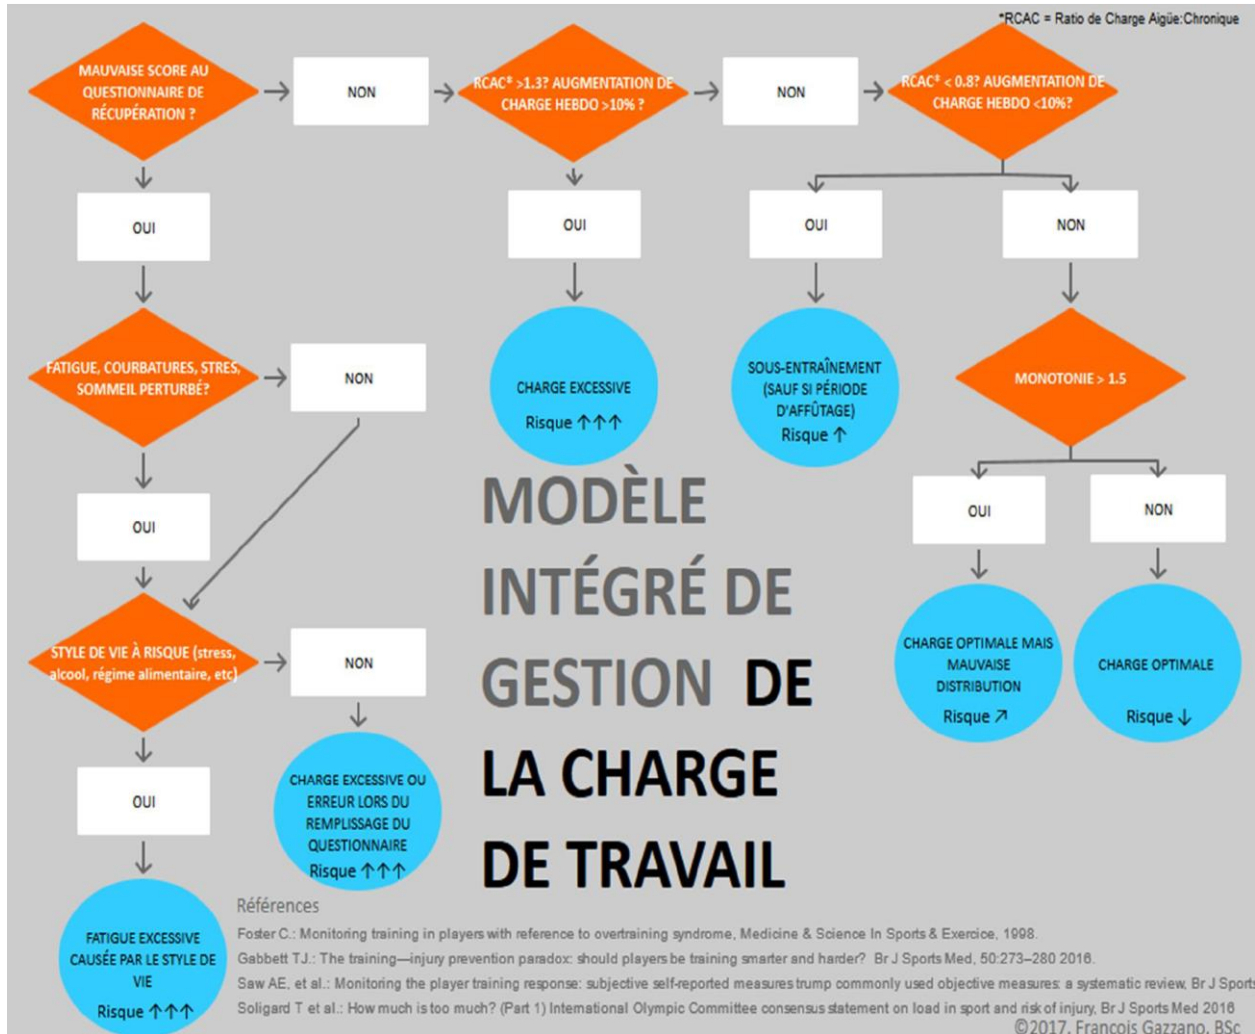 *RCAC = Ratio de Charge Aigüe:Chronique
MAUVAISE SCORE AU
QUESTIONNAIRE DE
RÉCUPÉRATION ?
NON
RCAC* >1.3? AUGMENTATION DE
CHARGE HEBDO >10% ?
NON
RCAC* < 0.8? AUGMENTATION DE
CHARGE HEBDO <10%?
OUI
OUI
OUI
NON
FATIGUE, COURBATURES, STRES,
SOMMEIL PERTURBÉ?
NON
CHARGE EXCESSIVE
Risque ↑↑↑
SOUS-ENTRAÎNEMENT
(SAUF SI PÉRIODE
D'AFFÛTAGE)
Risque ↑
MONOTONIE > 1.5
OUI
OUI
NON
MODÈLE
INTÉGRÉ DE
GESTION DE
LA CHARGE
DE TRAVAIL
STYLE DE VIE À RISQUE (stress,
alcool, régime alimentaire, etc)
NON
CHARGE OPTIMALE MAIS
MAUVAISE
DISTRIBUTION
Risque ↗
CHARGE OPTIMALE
Risque ↓
OUI
CHARGE EXCESSIVE OU
ERREUR LORS DU
REMPLISSAGE DU
QUESTIONNAIRE
Risque ↑↑↑
FATIGUE EXCESSIVE
CAUSÉE PAR LE STYLE DE
VIE
Risque ↑↑↑
Références
Foster C.: Monitoring training in players with reference to overtraining syndrome, Medicine & Science In Sports & Exercice, 1998.
Gabbett TJ.: The training—injury prevention paradox: should players be training smarter and harder? Br J Sports Med, 50:273–280 2016.
Saw AE, et al.: Monitoring the player training response: subjective self-reported measures trump commonly used objective measures: a systematic review, Br J Sports
Soligard T et al.: How much is too much? (Part 1) International Olympic Committee consensus statement on load in sport and risk of injury, Br J Sports Med 2016
©2017, François Gazzano, BSc